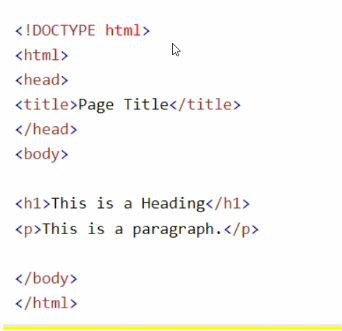 <!DOCTYPE html>
<html>
<head>
<title>Page Title</title>
</head>
<body>
<h1>This is a Heading</h1>
<p>This is a paragraph.</p>
</body>
</html>